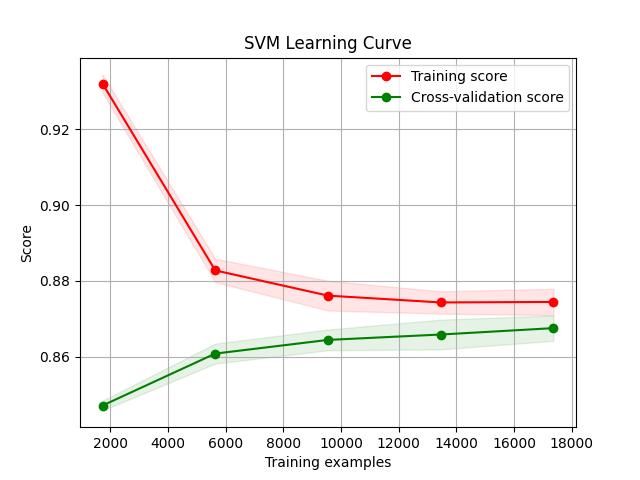 SVM Learning Curve
Training score
Cross-validation score
Score
0.92
0.90
0.88
0.86
2000 4000 6000 8000 10000 12000 14000 16000 18000
Training examples